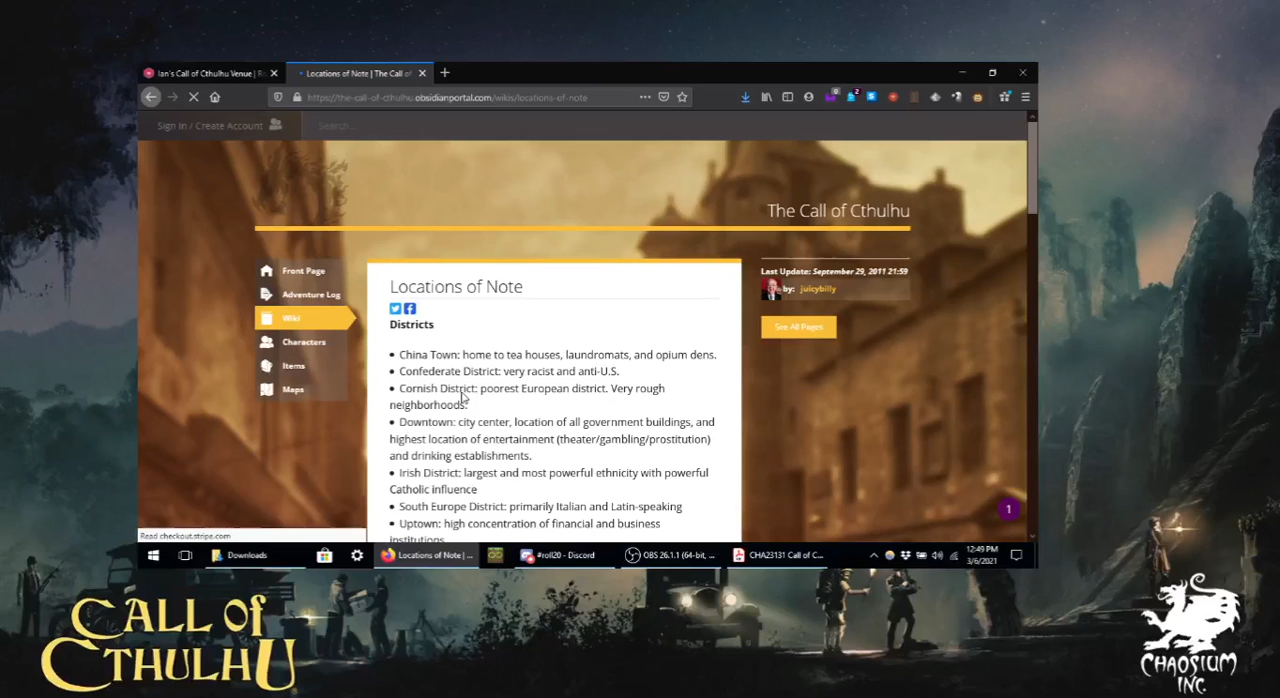 Ian's Call of Cthulhu Venue | R
Locations of Note | The Call of
https://the-call-of-cthulhu.obsidianportal.com/wikis/locations-of-note
0
2
Sign In / Create Account
Search...
The Call of Cthulhu
Front Page
Adventure Log
Wiki
Characters
Items
Maps
Locations of Note
Districts
• China Town: home to tea houses, laundromats, and opium dens.
• Confederate District: very racist and anti-U.S.
• Cornish District: poorest European district. Very rough
neighborhoods.
• Downtown: city center, location of all government buildings, and
highest location of entertainment (theater/gambling/prostitution)
and drinking establishments.
• Irish District: largest and most powerful ethnicity with powerful
Catholic influence
• South Europe District: primarily Italian and Latin-speaking
• Uptown: high concentration of financial and business
institutions.
Last Update: September 29, 2011 21:59
by: juicybilly
See All Pages
1
Read checkout.stripe.com
Downloads
Locations of Note | ...
#roll20 - Discord
OBS 26.1.1 (64-bit, ...
CHA23131 Call of C...
12:49 PM
3/6/2021
CALL of
CTHULHU
CHAOSIUM
INC.